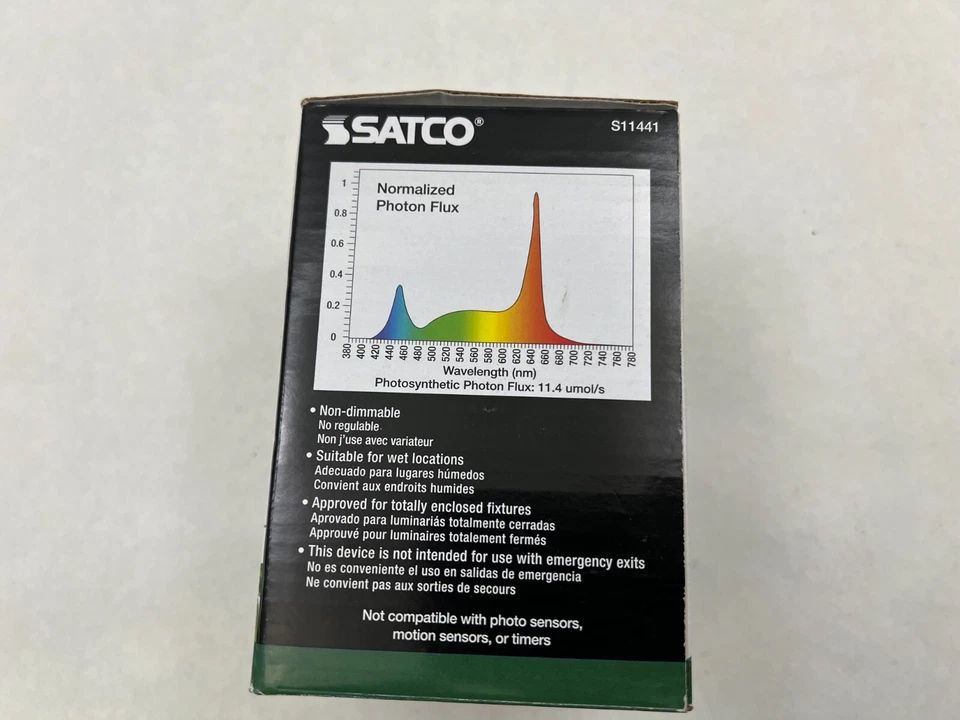 SATCO®
S11441
Normalized
Photon Flux
1
0.8
0.6
0.4
0.2
0
380 400 420 440 460 480 500 520 540 560 580 600 620 640 660 680 700 720 740 760 780
Wavelength (nm)
Photosynthetic Photon Flux: 11.4 umol/s
• Non-dimmable
No regulable
Non j'use avec variateur
• Suitable for wet locations
Adecuado para lugares húmedos
Convient aux endroits humides
• Approved for totally enclosed fixtures
Aprovado para luminariás totalmente cerradas
Approuvé pour luminaires totalement fermés
• This device is not intended for use with emergency exits
No es conveniente el uso en salidas de emergencia
Ne convient pas aux sorties de secours
Not compatible with photo sensors,
motion sensors, or timers